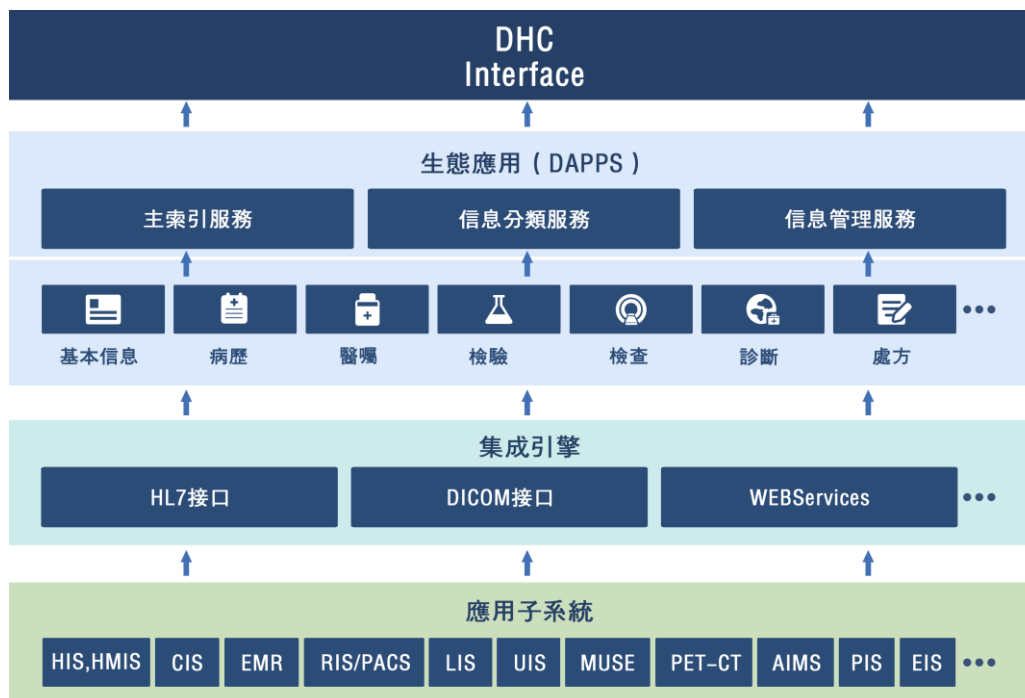 DHC
Interface
生態應用 ( DAPPS )
主索引服務 信息分類服務 信息管理服務
基本信息 病歷 醫囑 檢驗 檢查 診斷 處方
集成引擎
HL7接口 DICOM接口 WEBServices
應用子系統
HIS,HMIS CIS EMR RIS/PACS LIS UIS MUSE PET-CT AIMS PIS EIS